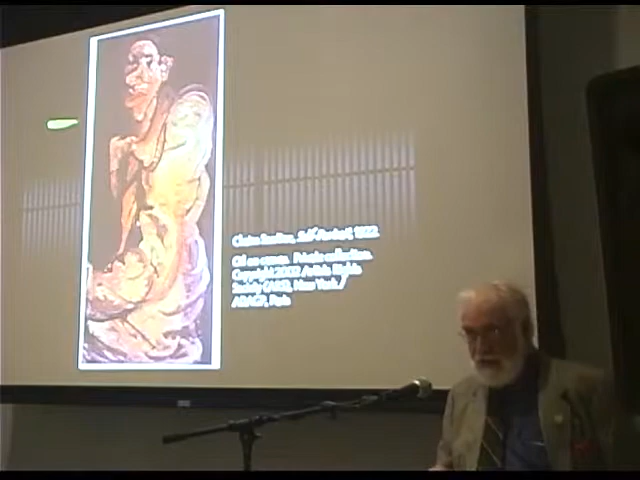 Chaim Soutine, Self Portrait, 1922
Oil on canvas. Private collection.
Copyright 2002 Artists Rights
Society (ARS), New York /
ADAGP, Paris